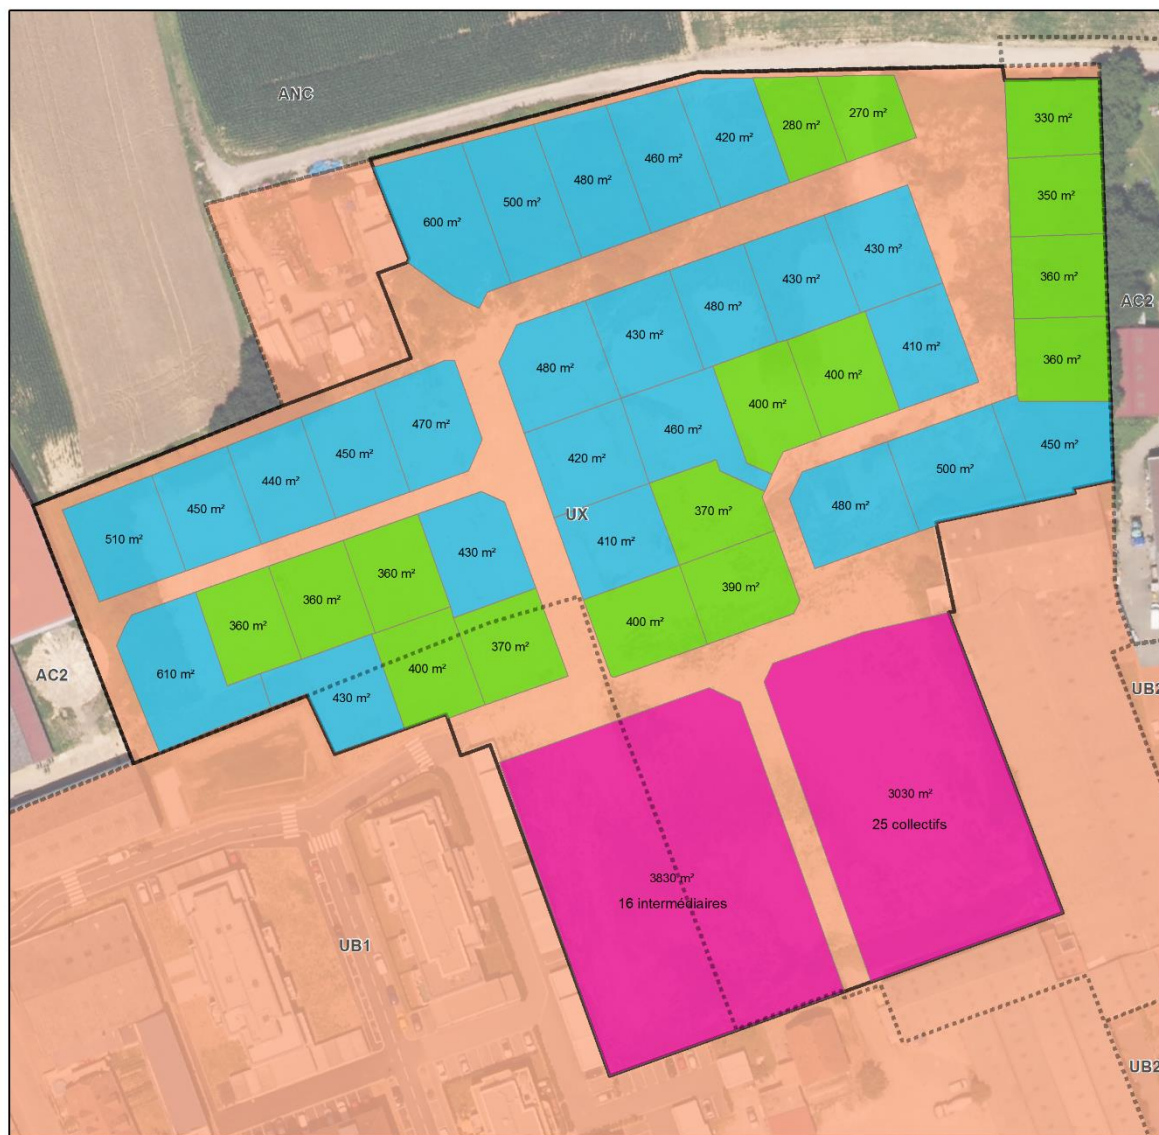 ANC
600 m²
500 m²
480 m²
460 m²
420 m²
280 m²
270 m²
330 m²
350 m²
360 m²
360 m²
AC2
480 m²
430 m²
480 m²
430 m²
430 m²
420 m²
460 m²
400 m²
400 m²
410 m²
510 m²
450 m²
440 m²
450 m²
470 m²
480 m²
500 m²
450 m²
UX
410 m²
370 m²
400 m²
390 m²
610 m²
360 m²
360 m²
360 m²
430 m²
430 m²
400 m²
370 m²
AC2
UB2
3030 m²
25 collectifs
3830 m²
16 intermédiaires
UB1
UB2